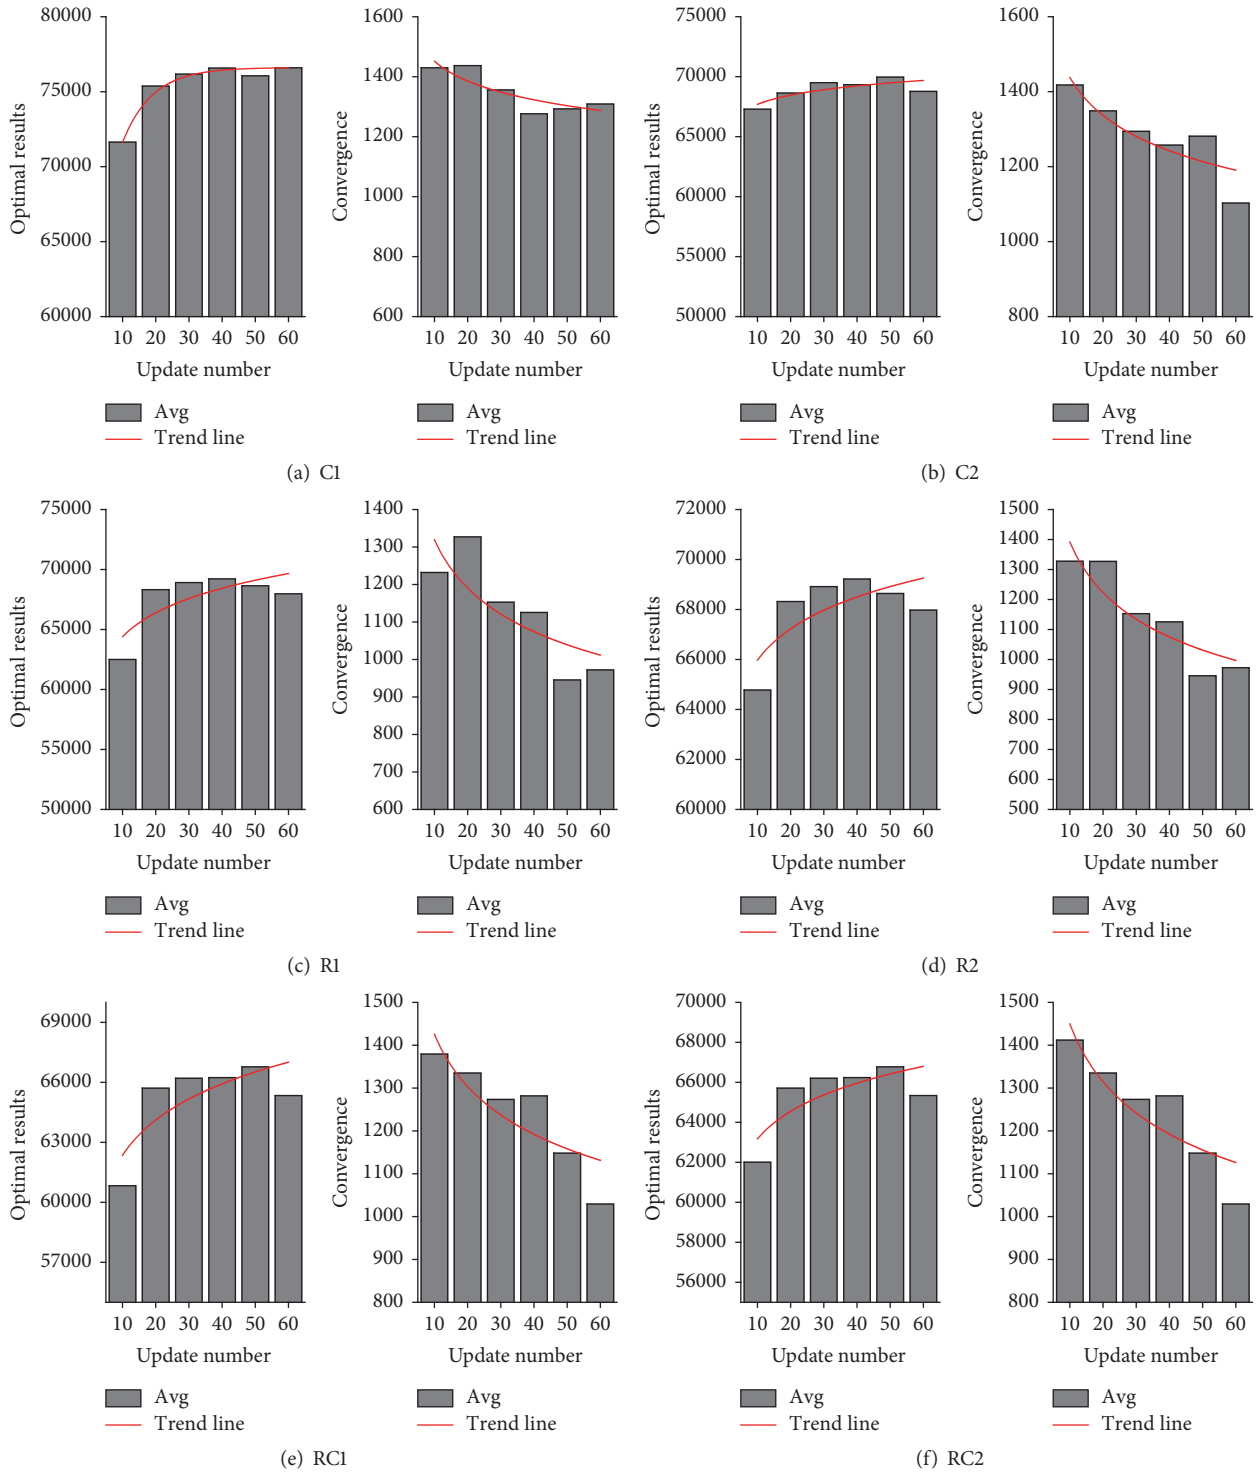 80000
75000
70000
65000
60000
Optimal results
10 20 30 40 50 60
Update number
Avg
Trend line
1600
1400
1200
1000
800
600
Convergence
10 20 30 40 50 60
Update number
Avg
Trend line
(a) C1
75000
70000
65000
60000
55000
50000
Optimal results
10 20 30 40 50 60
Update number
Avg
Trend line
1600
1400
1200
1000
800
Convergence
10 20 30 40 50 60
Update number
Avg
Trend line
(b) C2
75000
70000
65000
60000
55000
50000
Optimal results
10 20 30 40 50 60
Update number
Avg
Trend line
1400
1300
1200
1100
1000
900
800
700
600
Convergence
10 20 30 40 50 60
Update number
Avg
Trend line
(c) R1
72000
70000
68000
66000
64000
62000
60000
Optimal results
10 20 30 40 50 60
Update number
Avg
Trend line
1500
1400
1300
1200
1100
1000
900
800
700
600
500
Convergence
10 20 30 40 50 60
Update number
Avg
Trend line
(d) R2
69000
66000
63000
60000
57000
Optimal results
10 20 30 40 50 60
Update number
Avg
Trend line
1500
1400
1300
1200
1100
1000
900
800
Convergence
10 20 30 40 50 60
Update number
Avg
Trend line
(e) RC1
70000
68000
66000
64000
62000
60000
58000
56000
Optimal results
10 20 30 40 50 60
Update number
Avg
Trend line
1500
1400
1300
1200
1100
1000
900
800
Convergence
10 20 30 40 50 60
Update number
Avg
Trend line
(f) RC2